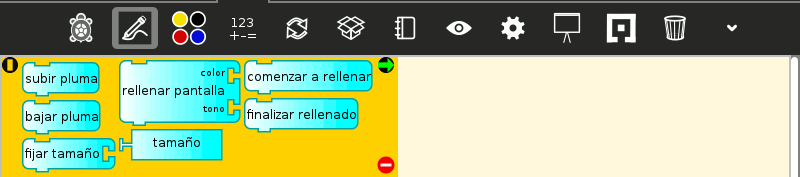 123
+-=
subir pluma
bajar pluma
fijar tamaño
rellenar pantalla
color
tono
tamaño
comenzar a rellenar
finalizar rellenado